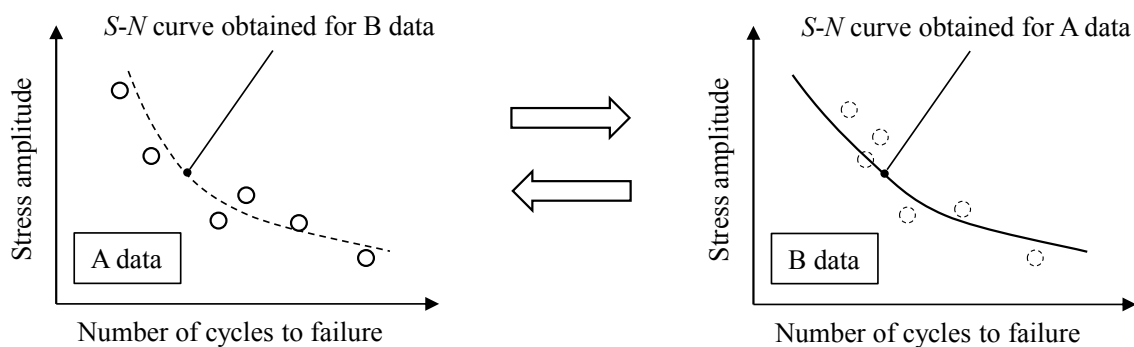 S-N curve obtained for B data
Stress amplitude
A data
Number of cycles to failure
S-N curve obtained for A data
Stress amplitude
B data
Number of cycles to failure